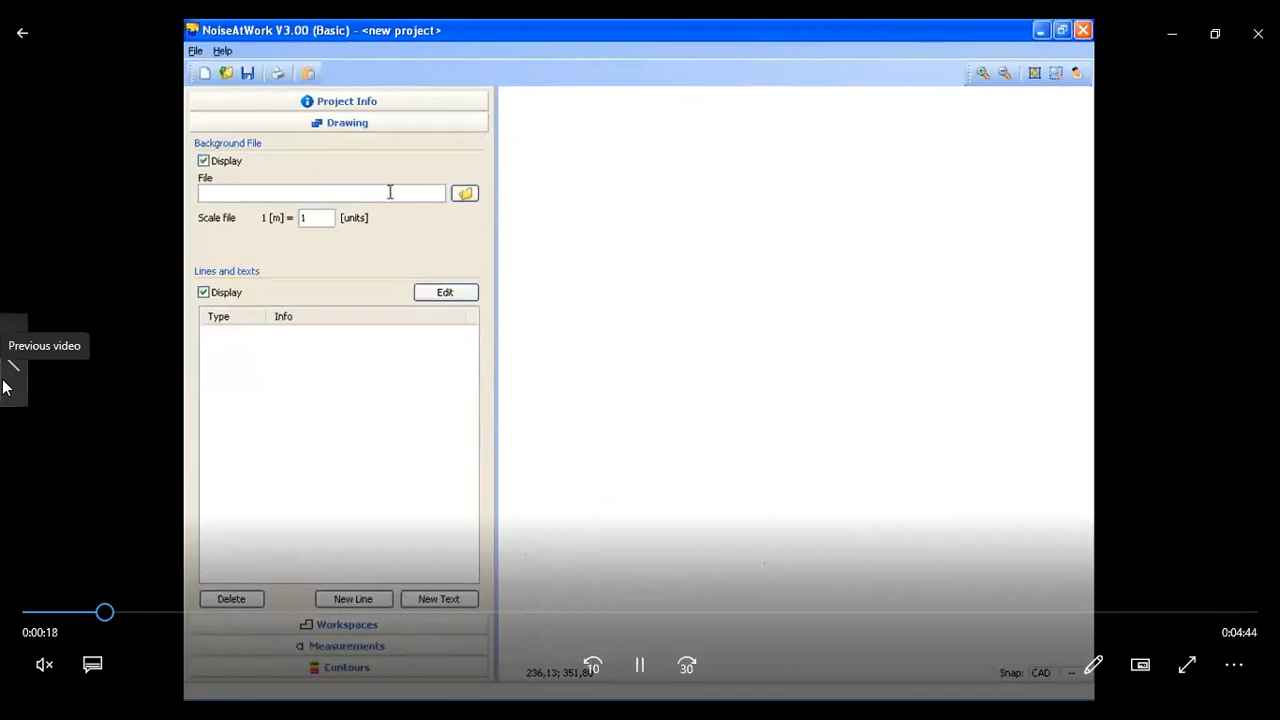 NoiseAtWork V3.00 (Basic) - <new project>
File Help
Project Info
Drawing
Background File
Display
File
Scale file 1 [m] = 1 [units]
Lines and texts
Display Edit
Type Info
Previous video
Delete New Line New Text
Workspaces
Measurements
Contours
0:00:18 0:04:44
10 30
Snap: CAD --